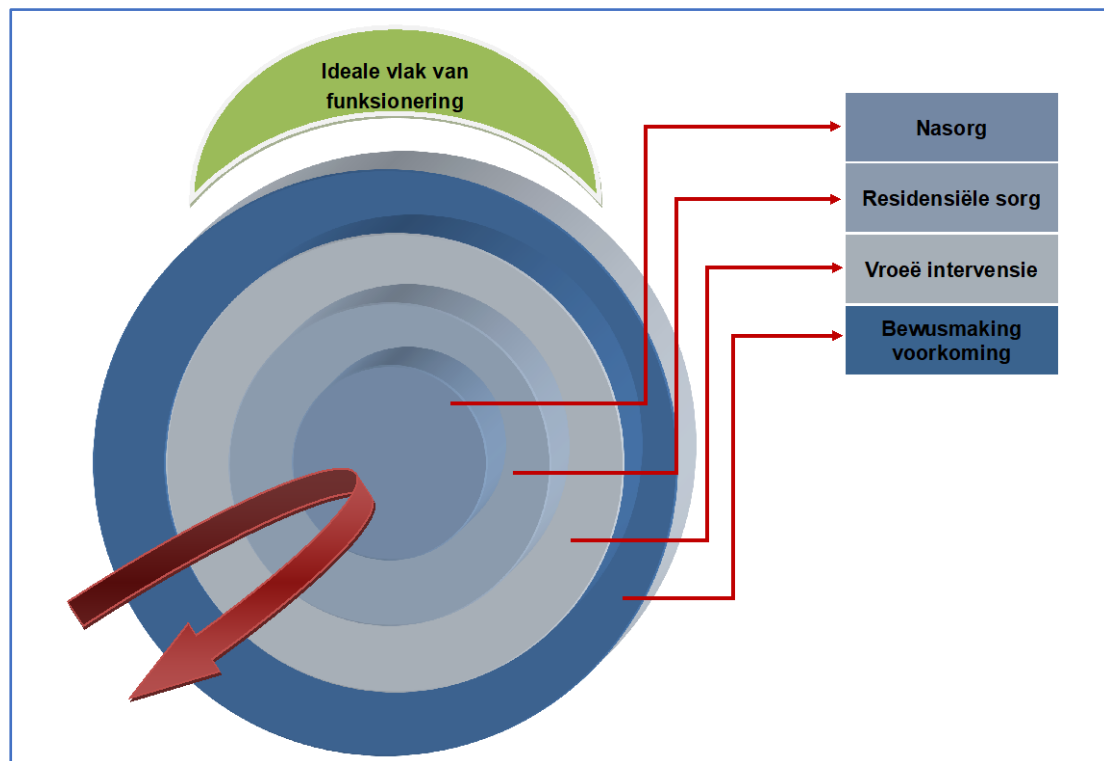 Ideale vlak van
funksionering
Nasorg
Residensiële sorg
Vroeë intervensie
Bewusmaking
voorkoming